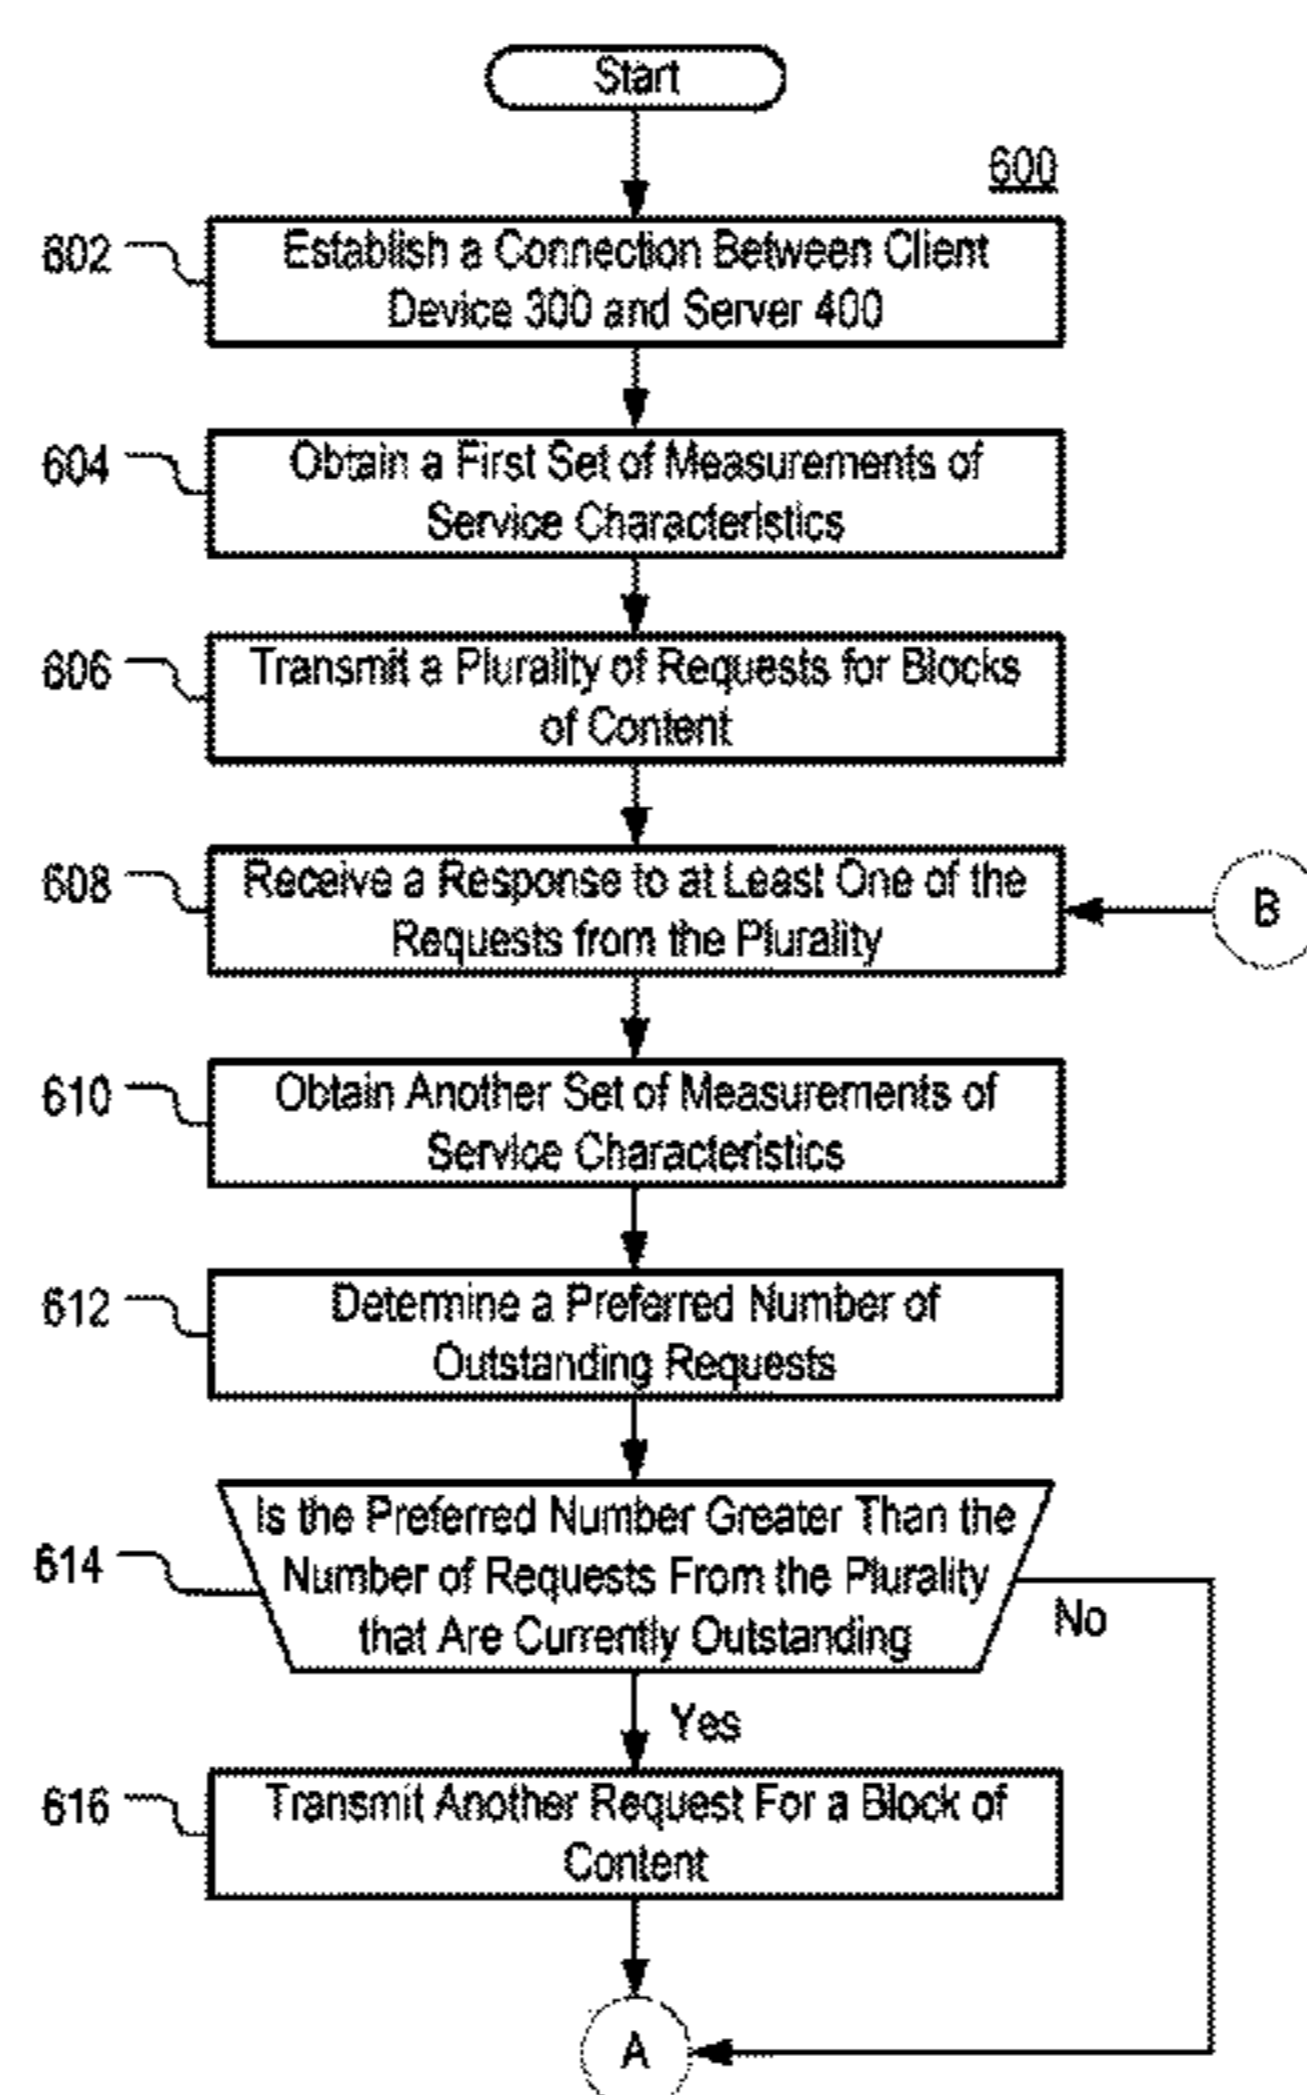 Start
600
602
Establish a Connection Between Client
Device 300 and Server 400
604
Obtain a First Set of Measurements of
Service Characteristics
606
Transmit a Plurality of Requests for Blocks
of Content
608
Receive a Response to at Least One of the
Requests from the Plurality
B
610
Obtain Another Set of Measurements of
Service Characteristics
612
Determine a Preferred Number of
Outstanding Requests
614
Is the Preferred Number Greater Than the
Number of Requests From the Plurality
that Are Currently Outstanding
No
Yes
616
Transmit Another Request For a Block of
Content
A